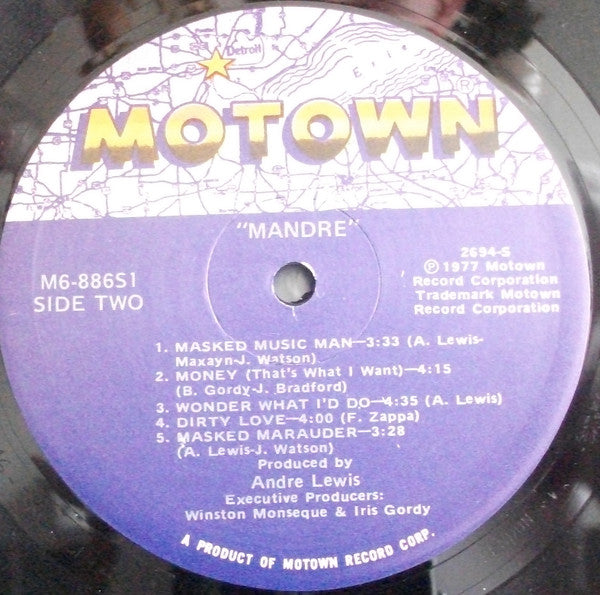 Detroit
Erie
MOTOWN®
"MANDRE"
M6-886S1
SIDE TWO
2694-S
Ⓟ 1977 Motown
Record Corporation
Trademark Motown
Record Corporation
1. MASKED MUSIC MAN—3:33 (A. Lewis-
Maxayn-J. Watson)
2. MONEY (That's What I Want)—4:15
(B. Gordy-J. Bradford)
3. WONDER WHAT I'D DO—4:35 (A. Lewis)
4. DIRTY LOVE—4:00 (F. Zappa)
5. MASKED MARAUDER—3:28
(A. Lewis-J. Watson)
Produced by
Andre Lewis
Executive Producers:
Winston Monseque & Iris Gordy
A PRODUCT OF MOTOWN RECORD CORP.